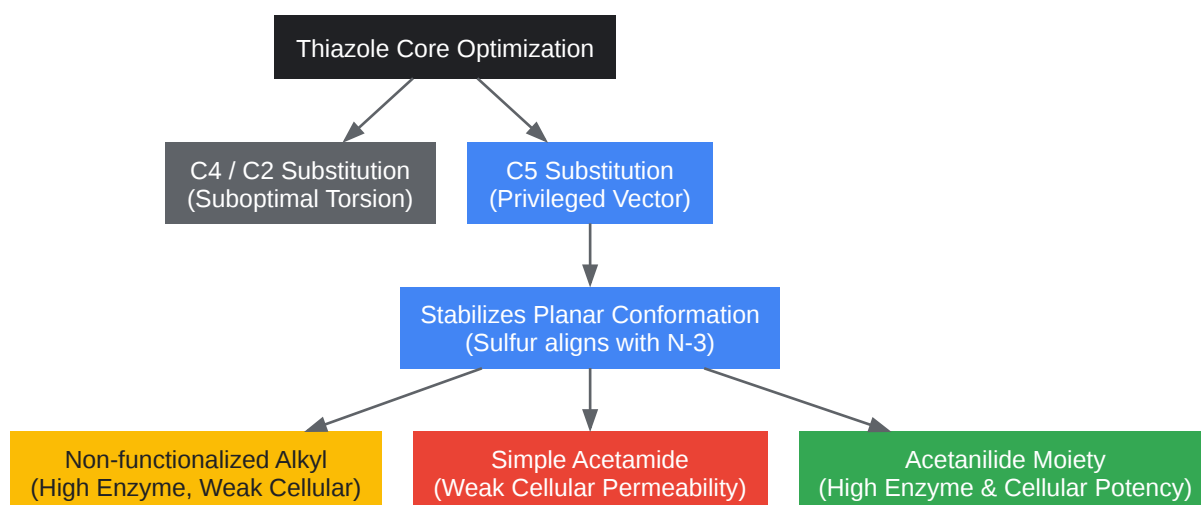 Thiazole Core Optimization
C4 / C2 Substitution
(Suboptimal Torsion)
C5 Substitution
(Privileged Vector)
Stabilizes Planar Conformation
(Sulfur aligns with N-3)
Non-functionalized Alkyl
(High Enzyme, Weak Cellular)
Simple Acetamide
(Weak Cellular Permeability)
Acetanilide Moiety
(High Enzyme & Cellular Potency)